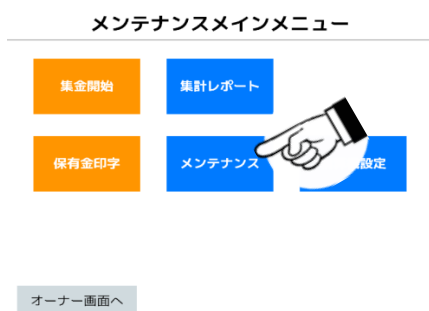 メンテナンスメインメニュー
集金開始
集計レポート
保有金印字
メンテナンス
設定
オーナー画面へ